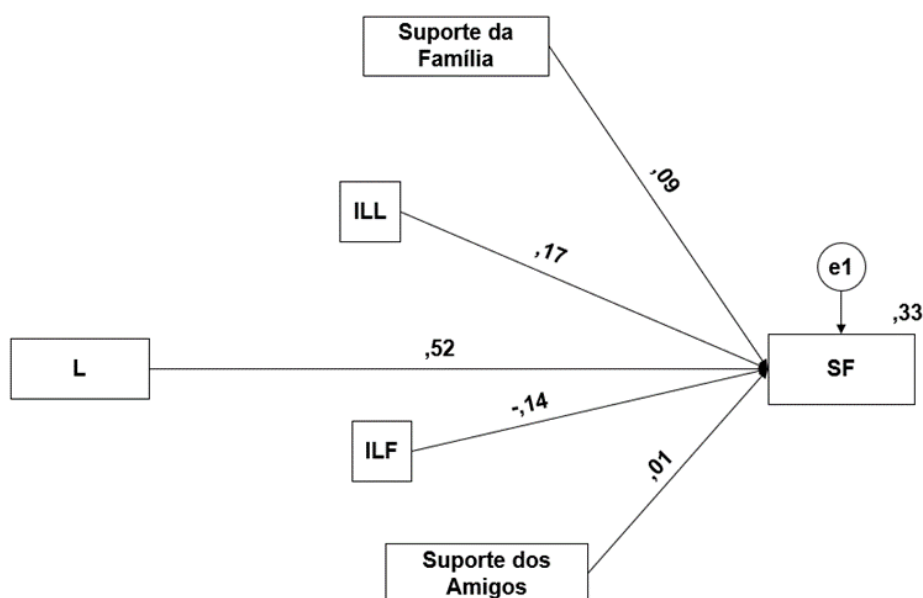 Suporte da
Família
,09
ILL
,17
e1
,33
L
,52
SF
-,14
ILF
,01
Suporte dos
Amigos